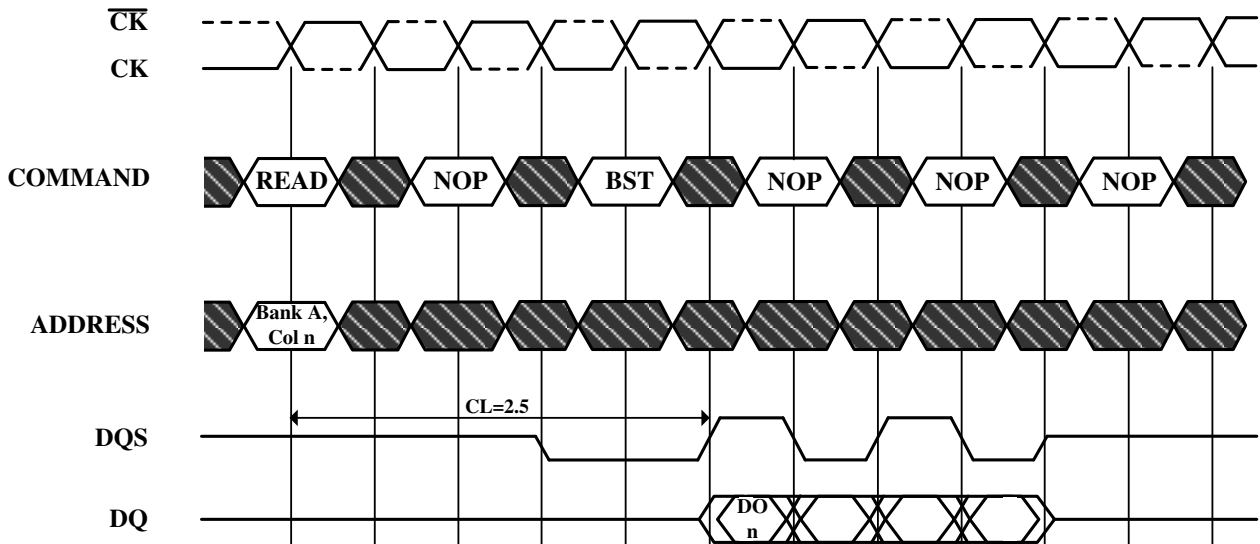 CK
CK
COMMAND READ NOP BST NOP NOP NOP
ADDRESS Bank A,
Col n
CL=2.5
DQS
DQ DO
n